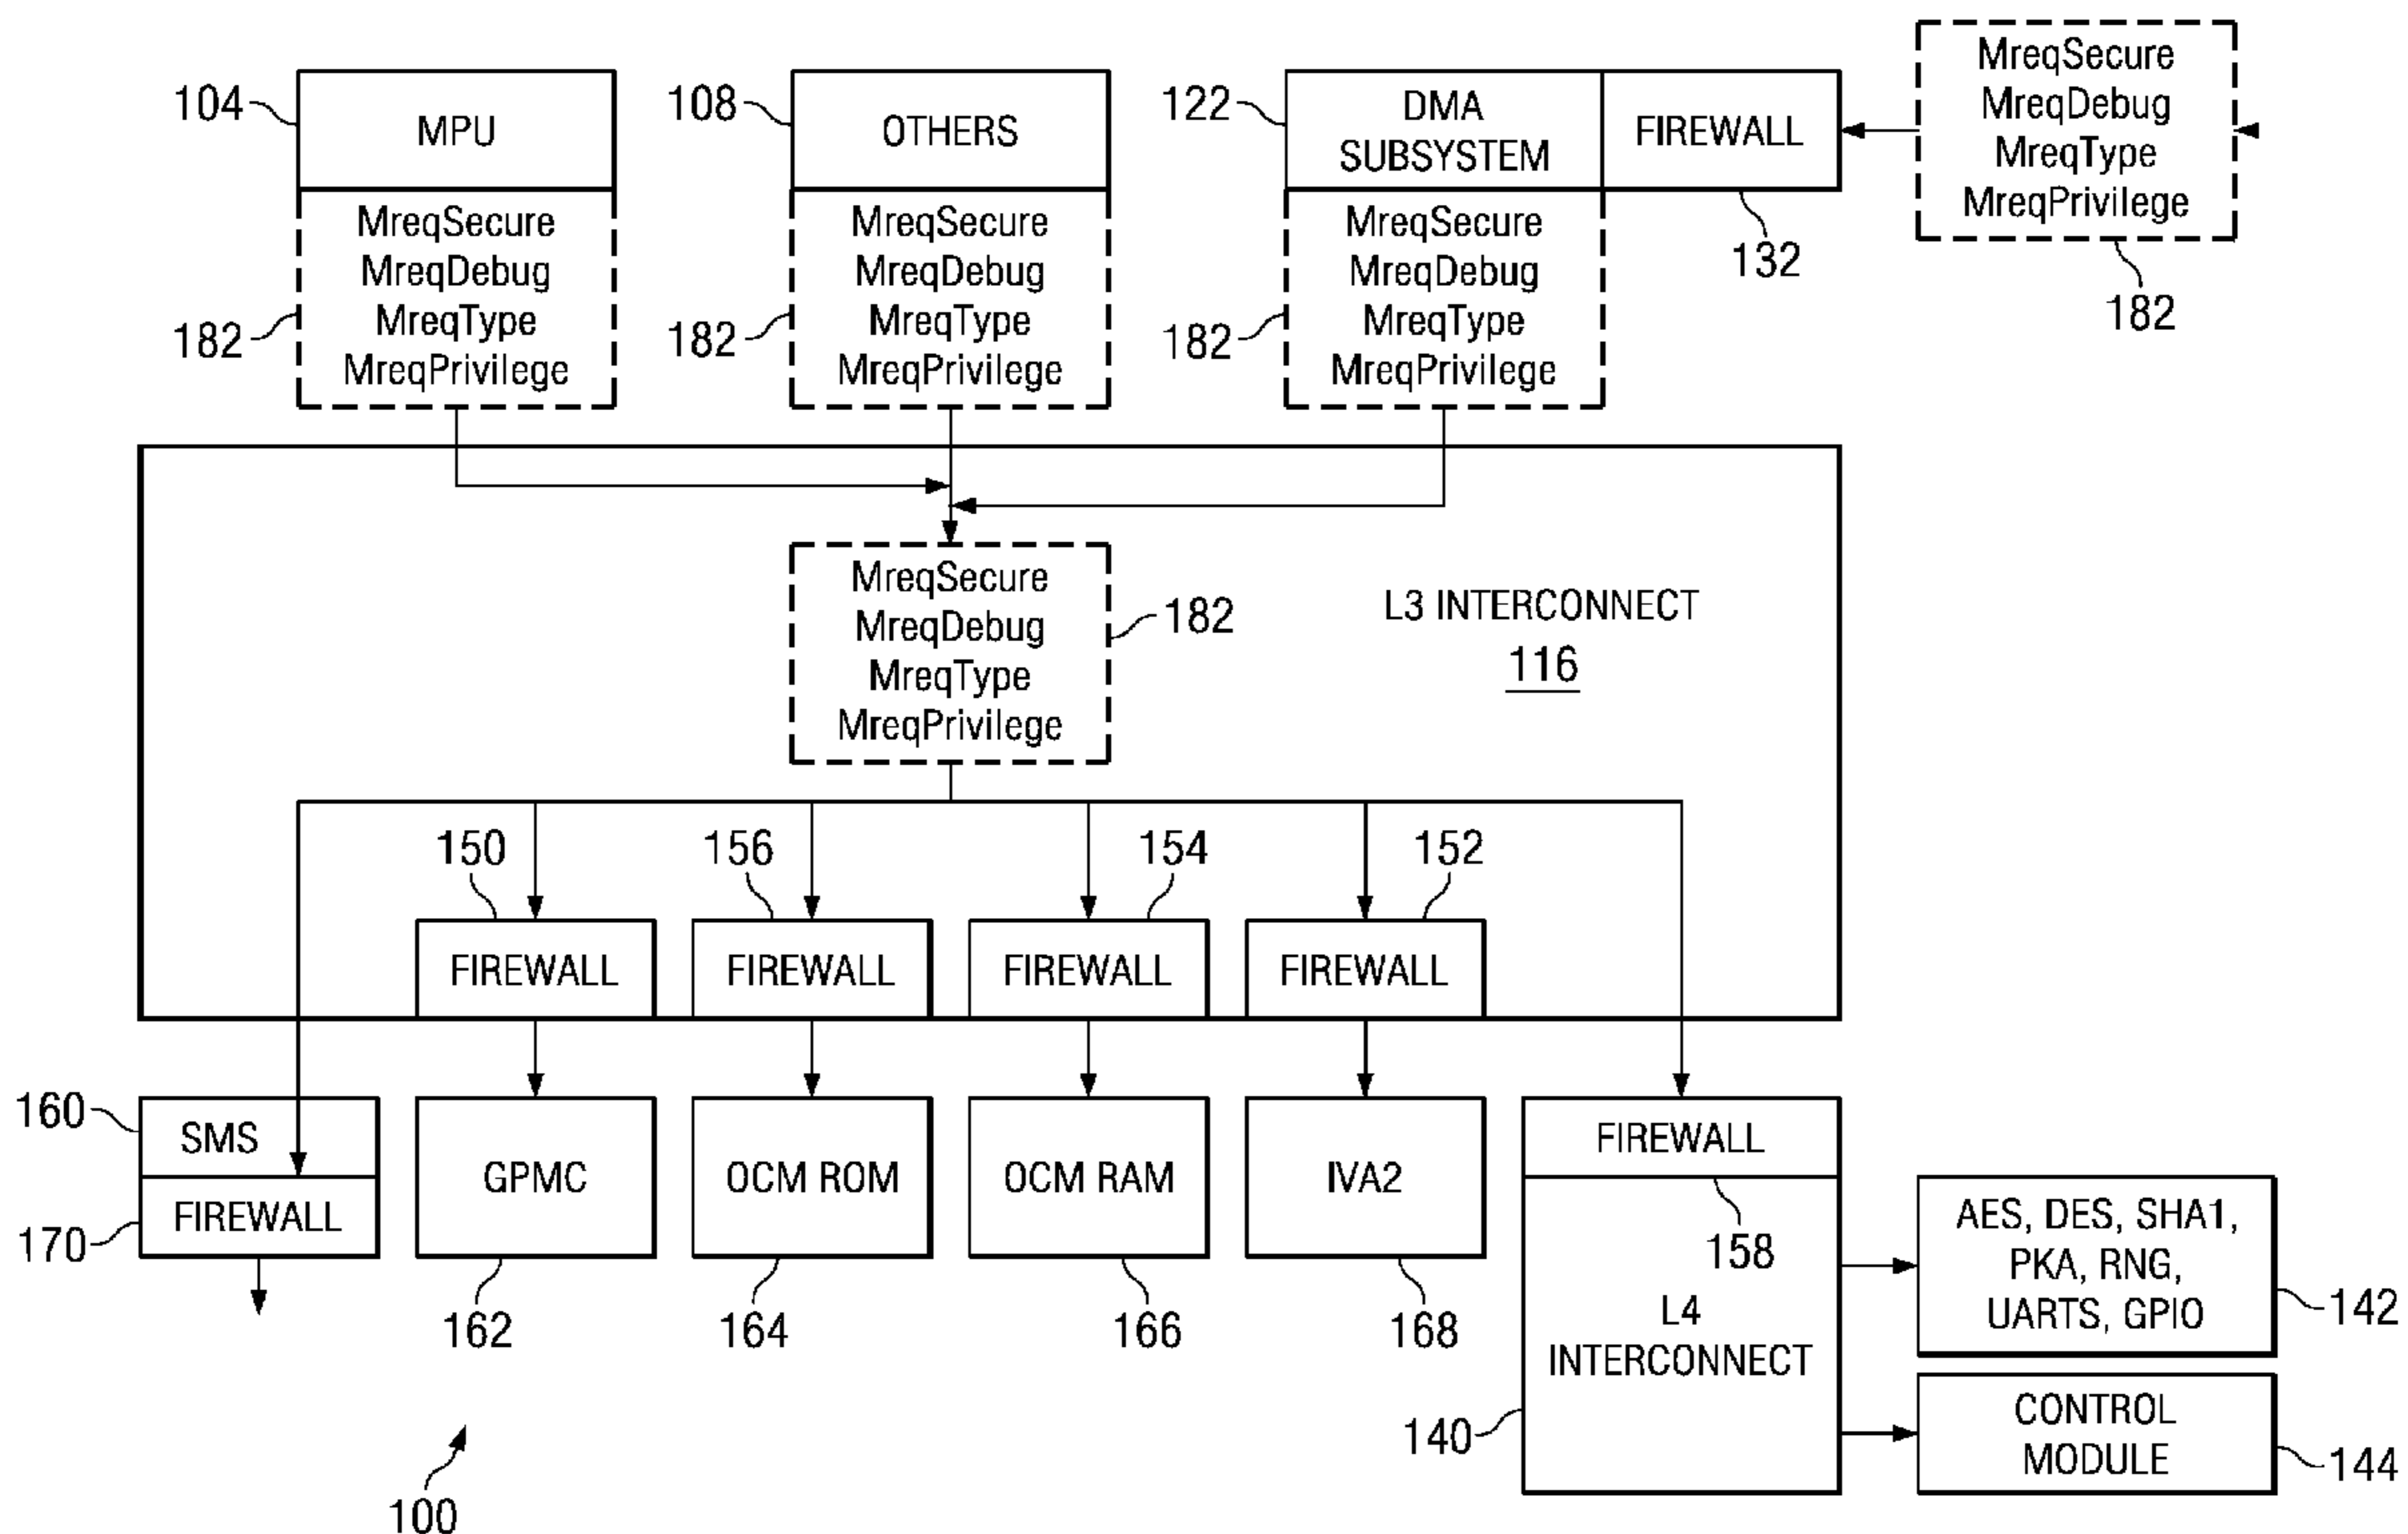 104
MPU
108
OTHERS
122
DMA
SUBSYSTEM
FIREWALL
132
MreqSecure
MreqDebug
MreqType
MreqPrivilege
182
MreqSecure
MreqDebug
MreqType
MreqPrivilege
182
MreqSecure
MreqDebug
MreqType
MreqPrivilege
182
MreqSecure
MreqDebug
MreqType
MreqPrivilege
182
MreqSecure
MreqDebug
MreqType
MreqPrivilege
182
L3 INTERCONNECT
116
150
156
154
152
FIREWALL
FIREWALL
FIREWALL
FIREWALL
160
SMS
170
FIREWALL
GPMC
162
OCM ROM
164
OCM RAM
166
IVA2
168
FIREWALL
158
L4
INTERCONNECT
140
AES, DES, SHA1,
PKA, RNG,
UARTS, GPIO
142
CONTROL
MODULE
144
100